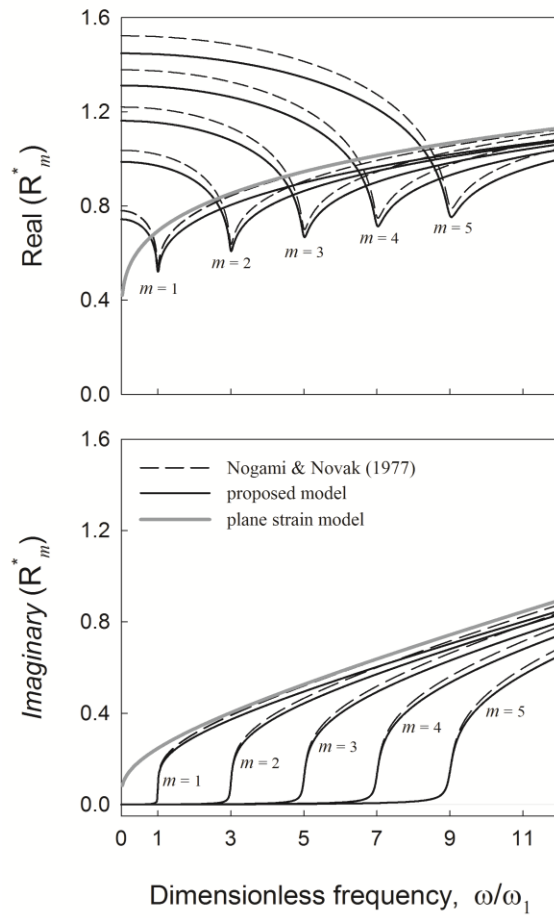 1.6
1.2
0.8
0.4
0.0
Real (R*m)
m = 1
m = 2
m = 3
m = 4
m = 5
1.6
1.2
0.8
0.4
0.0
Imaginary (R*m)
Nogami & Novak (1977)
proposed model
plane strain model
m = 1
m = 2
m = 3
m = 4
m = 5
0 1 3 5 7 9 11
Dimensionless frequency, ω/ω1